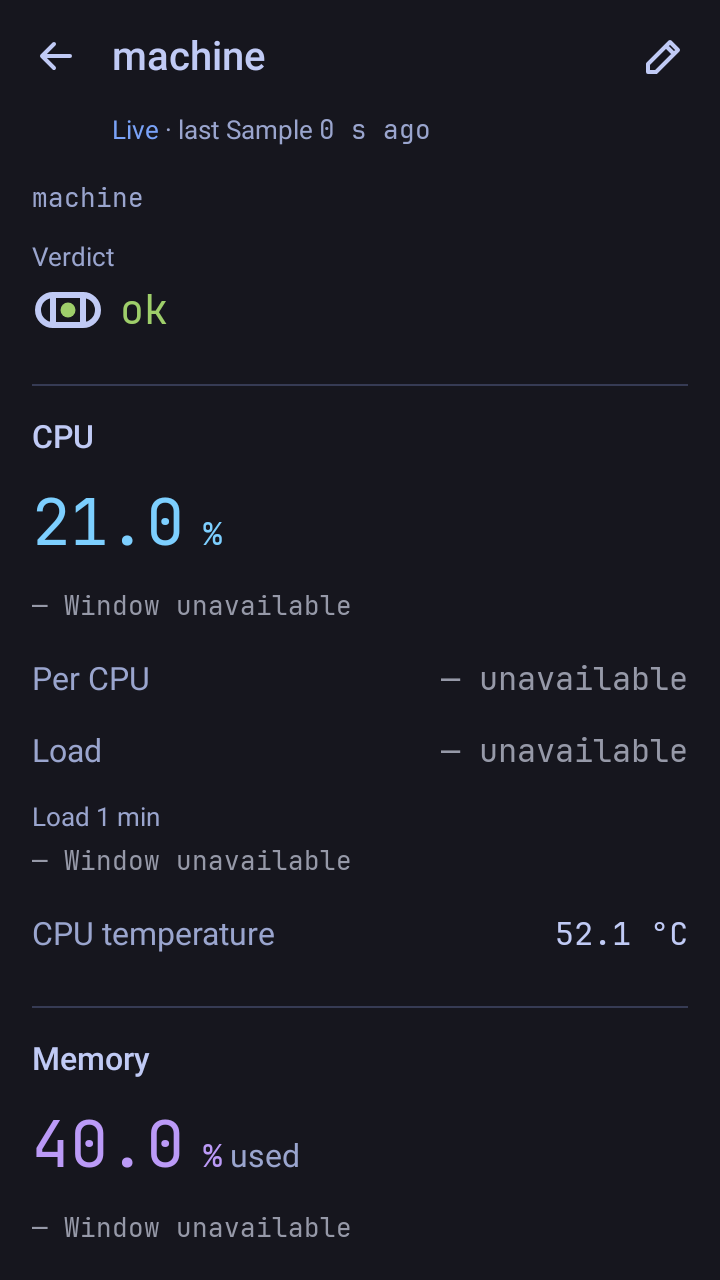 machine
Live · last Sample 0 s ago
machine
Verdict
ok
CPU
21.0 %
— Window unavailable
Per CPU — unavailable
Load — unavailable
Load 1 min
— Window unavailable
CPU temperature 52.1 °C
Memory
40.0 % used
— Window unavailable